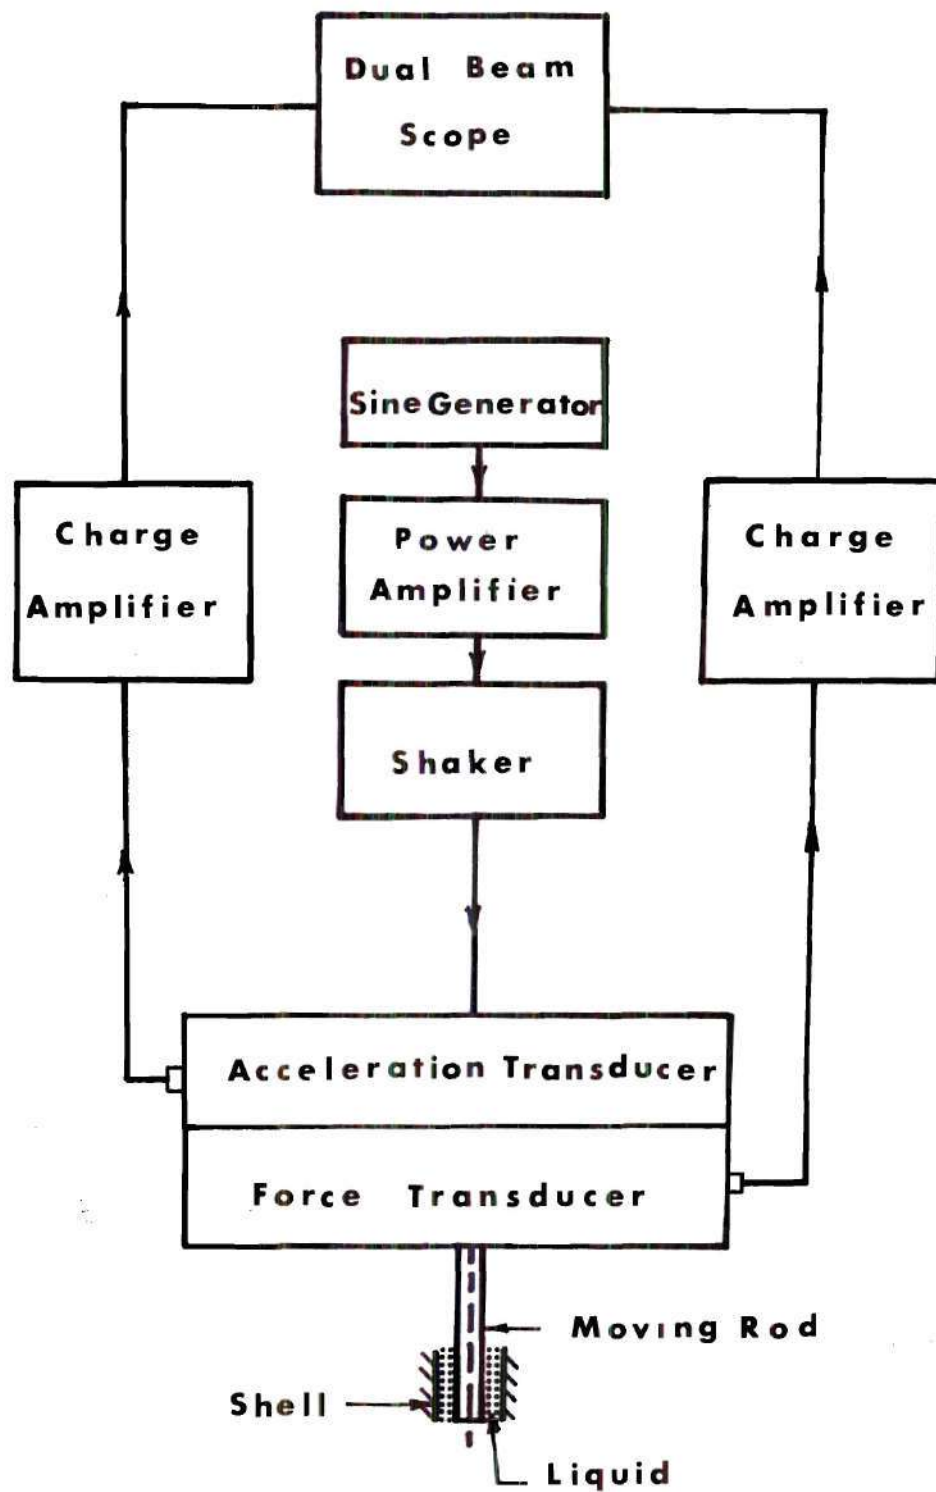 Dual Beam
Scope
Sine Generator
Charge
Amplifier
Power
Amplifier
Charge
Amplifier
Shaker
Acceleration Transducer
Force Transducer
Moving Rod
Shell
Liquid